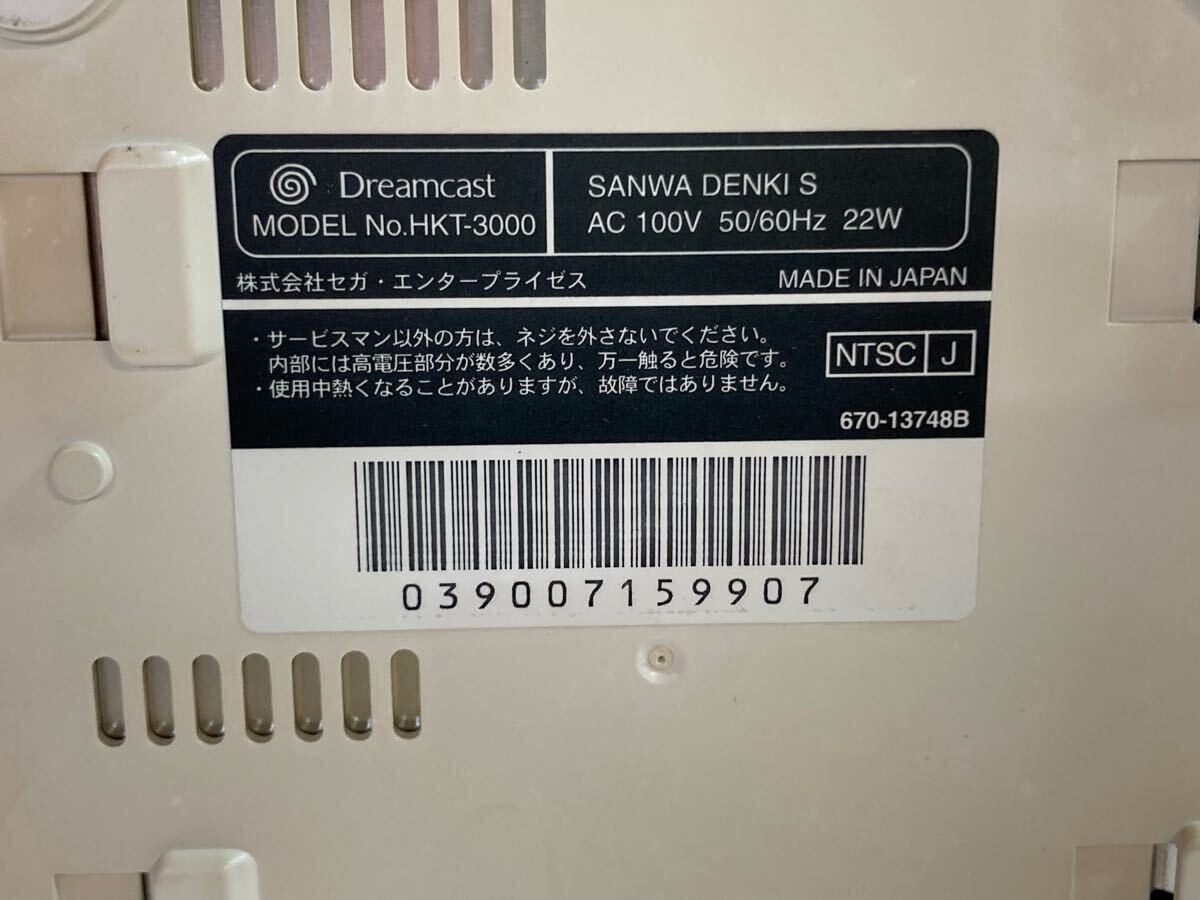 Dreamcast
MODEL No.HKT-3000
SANWA DENKI S
AC 100V 50/60Hz 22W
株式会社セガ・エンタープライゼス
MADE IN JAPAN
・サービスマン以外の方は、ネジを外さないでください。
内部には高電圧部分が数多くあり、万一触ると危険です。
・使用中熱くなることがありますが、故障ではありません。
NTSC J
670-13748B
039007159907